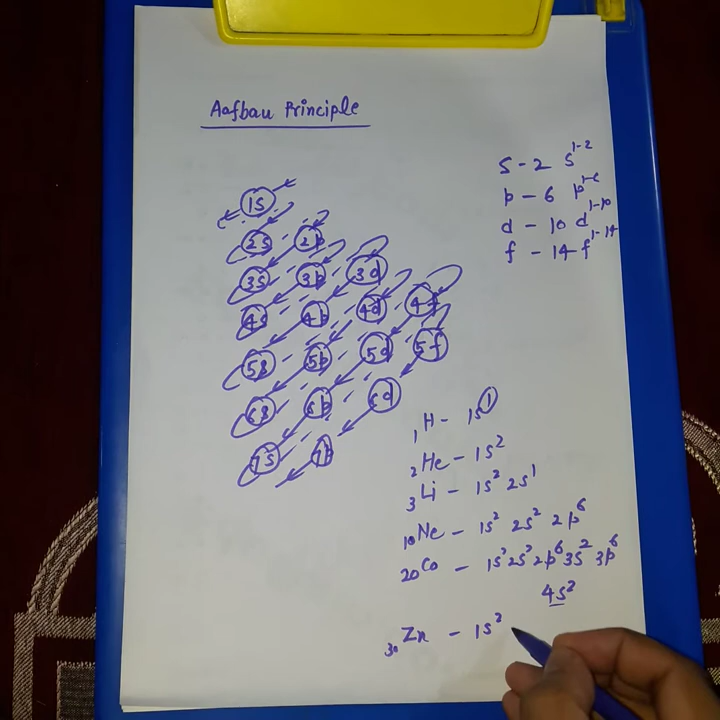 Aafbau Principle
s - 2 s¹⁻²
p - 6 p¹⁻⁶
d - 10 d¹⁻¹⁰
f - 14 f¹⁻¹⁴
1s
2s 2p
3s 3p 3d
4s 4p 4d 4f
5s 5p 5d 5f
6s 6p 6d
7s 7p
₁H - 1s¹
₂He - 1s²
₃Li - 1s² 2s¹
₁₀Ne - 1s² 2s² 2p⁶
₂₀Ca - 1s² 2s² 2p⁶ 3s² 3p⁶
4s²
₃₀Zn - 1s²